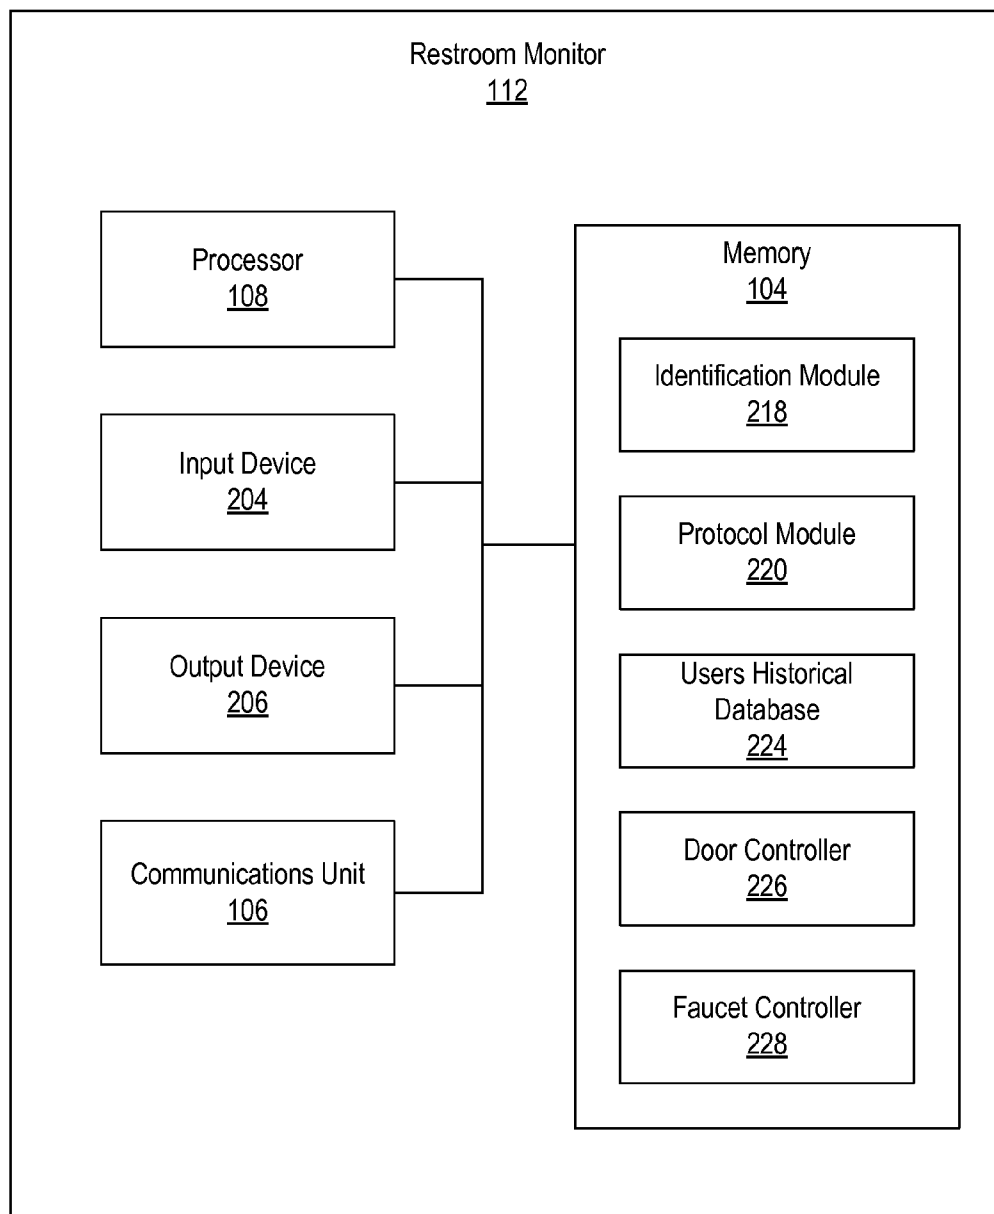 Restroom Monitor
112
Processor
108
Input Device
204
Output Device
206
Communications Unit
106
Memory
104
Identification Module
218
Protocol Module
220
Users Historical
Database
224
Door Controller
226
Faucet Controller
228